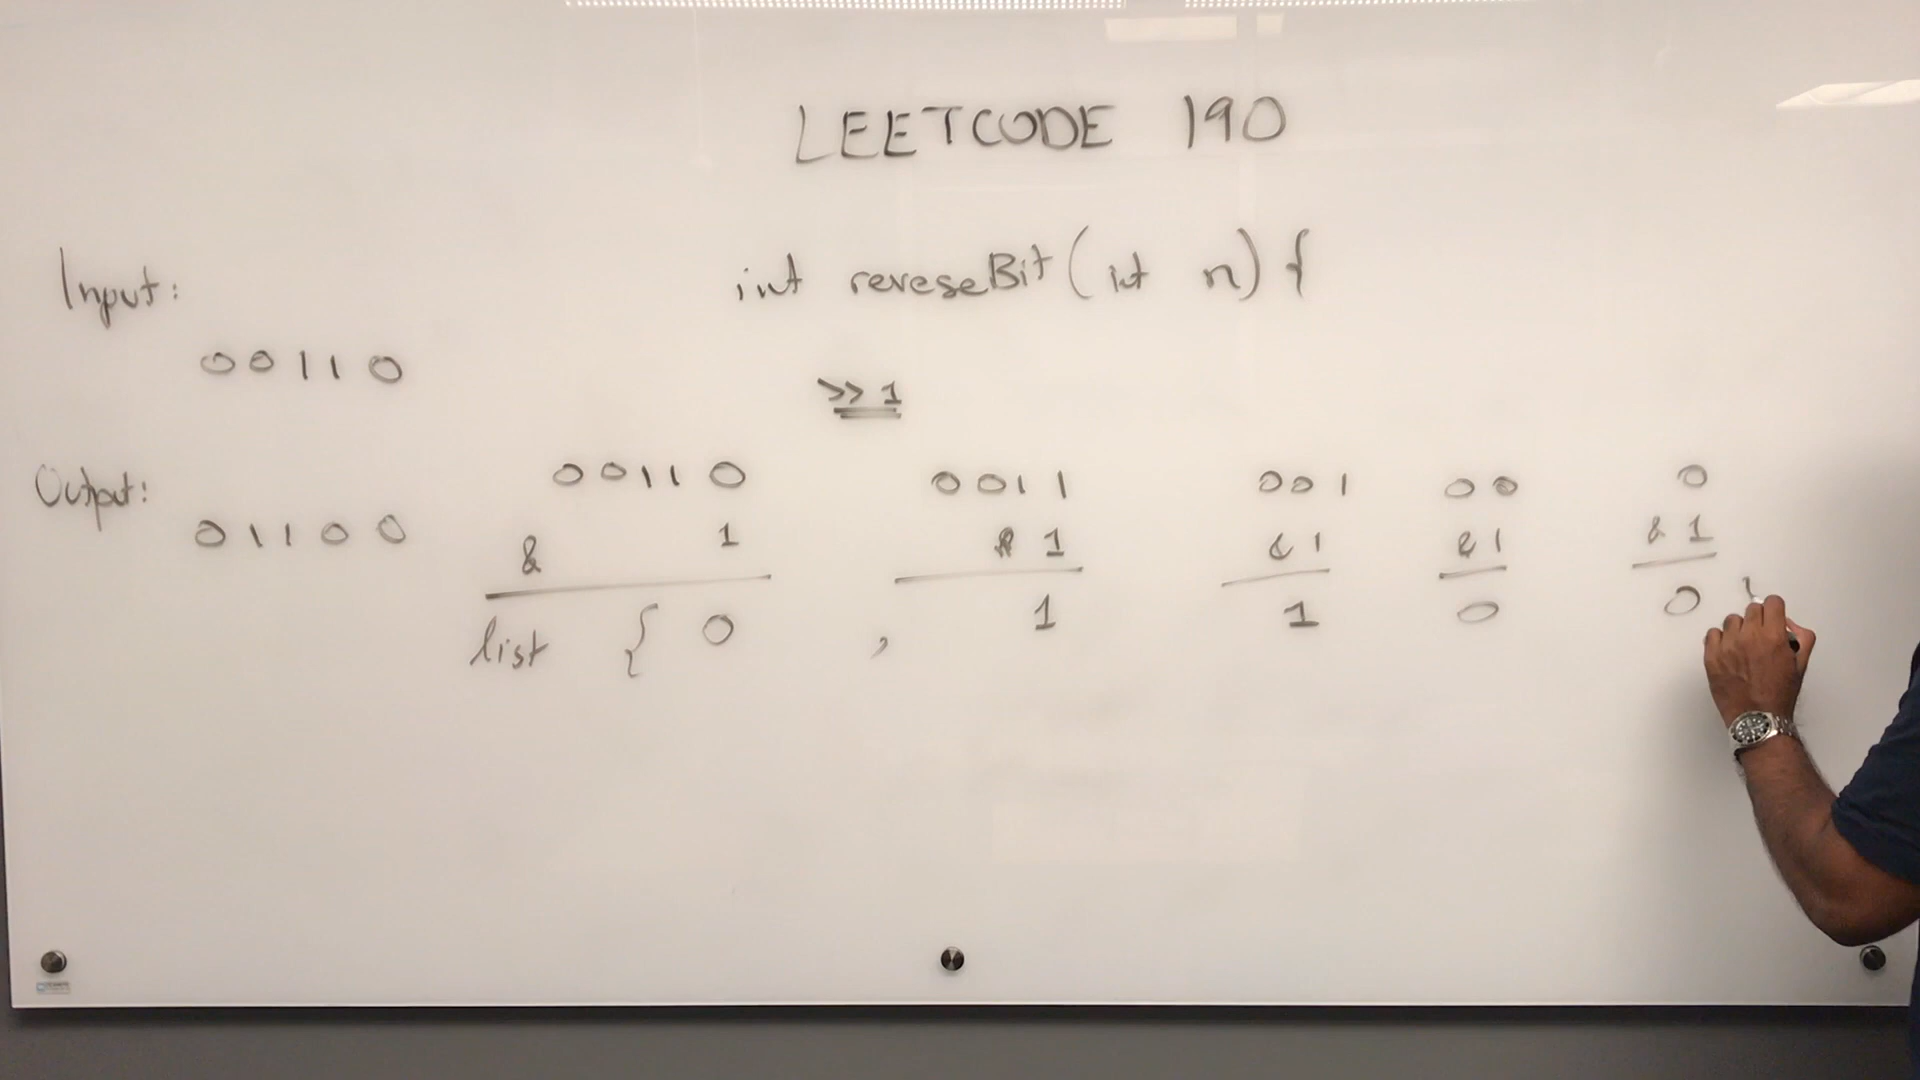 LEETCODE 190
int reveseBit(int n){
Input:
00110
>> 1
Output:
01100
00110 0011 001 00 0
& 1 & 1 & 1 & 1 & 1
list { 0 , 1 1 0 0